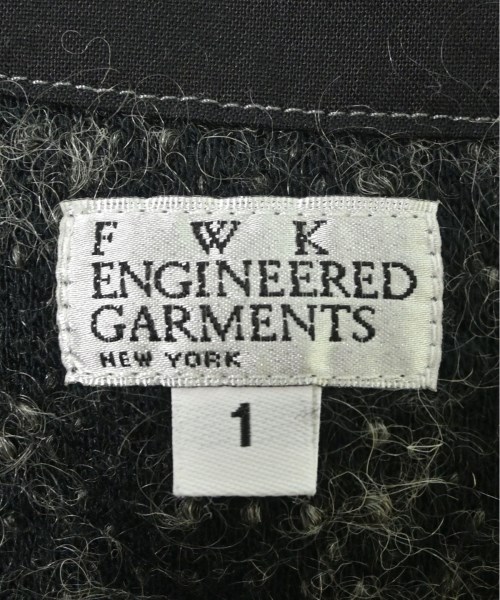 F W K
ENGINEERED
GARMENTS
NEW YORK
1